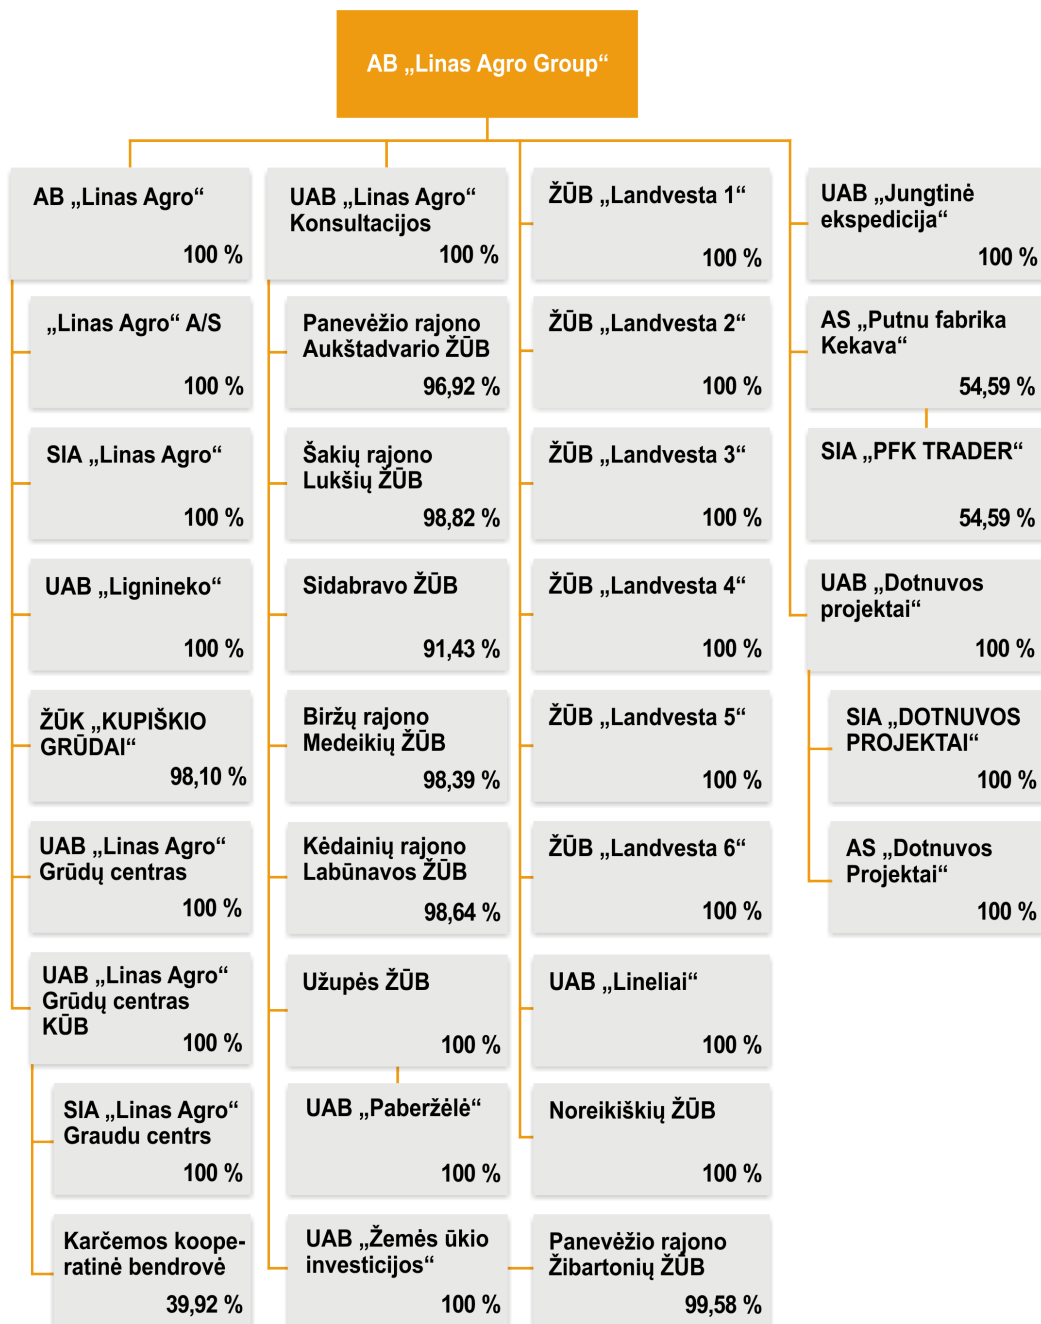 AB „Linas Agro Group“
AB „Linas Agro“
100 %
„Linas Agro“ A/S
100 %
SIA „Linas Agro“
100 %
UAB „Lignineko“
100 %
ŽŪK „KUPIŠKIO
GRŪDAI“
98,10 %
UAB „Linas Agro“
Grūdų centras
100 %
UAB „Linas Agro“
Grūdų centras
KŪB
100 %
SIA „Linas Agro“
Graudu centrs
100 %
Karčemos koope-
ratinė bendrovė
39,92 %
UAB „Linas Agro“
Konsultacijos
100 %
Panevėžio rajono
Aukštadvario ŽŪB
96,92 %
Šakių rajono
Lukšių ŽŪB
98,82 %
Sidabravo ŽŪB
91,43 %
Biržų rajono
Medeikių ŽŪB
98,39 %
Kėdainių rajono
Labūnavos ŽŪB
98,64 %
Užupės ŽŪB
100 %
UAB „Paberžėlė“
100 %
UAB „Žemės ūkio
investicijos“
100 %
Panevėžio rajono
Žibartonių ŽŪB
99,58 %
ŽŪB „Landvesta 1“
100 %
ŽŪB „Landvesta 2“
100 %
ŽŪB „Landvesta 3“
100 %
ŽŪB „Landvesta 4“
100 %
ŽŪB „Landvesta 5“
100 %
ŽŪB „Landvesta 6“
100 %
UAB „Lineliai“
100 %
Noreikiškių ŽŪB
100 %
UAB „Jungtinė
ekspedicija“
100 %
AS „Putnu fabrika
Kekava“
54,59 %
SIA „PFK TRADER“
54,59 %
UAB „Dotnuvos
projektai“
100 %
SIA „DOTNUVOS
PROJEKTAI“
100 %
AS „Dotnuvos
Projektai“
100 %